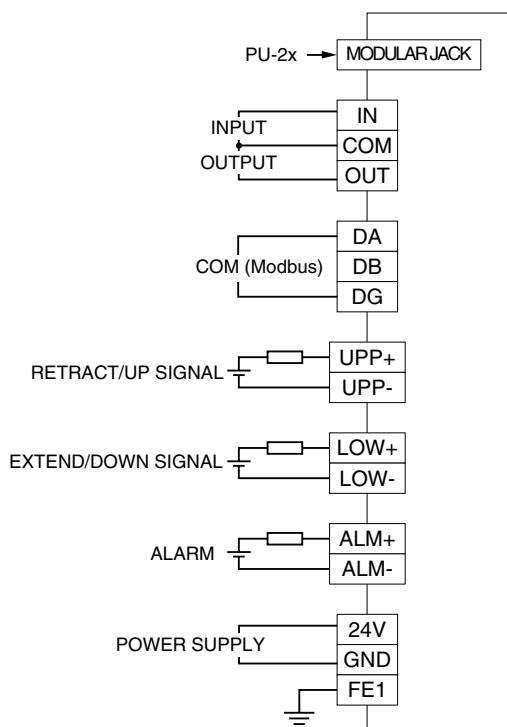 PU-2x
MODULAR JACK
IN
INPUT
COM
OUTPUT
OUT
DA
COM (Modbus)
DB
DG
UPP+
RETRACT/UP SIGNAL
UPP-
LOW+
EXTEND/DOWN SIGNAL
LOW-
ALM+
ALARM
ALM-
24V
POWER SUPPLY
GND
FE1